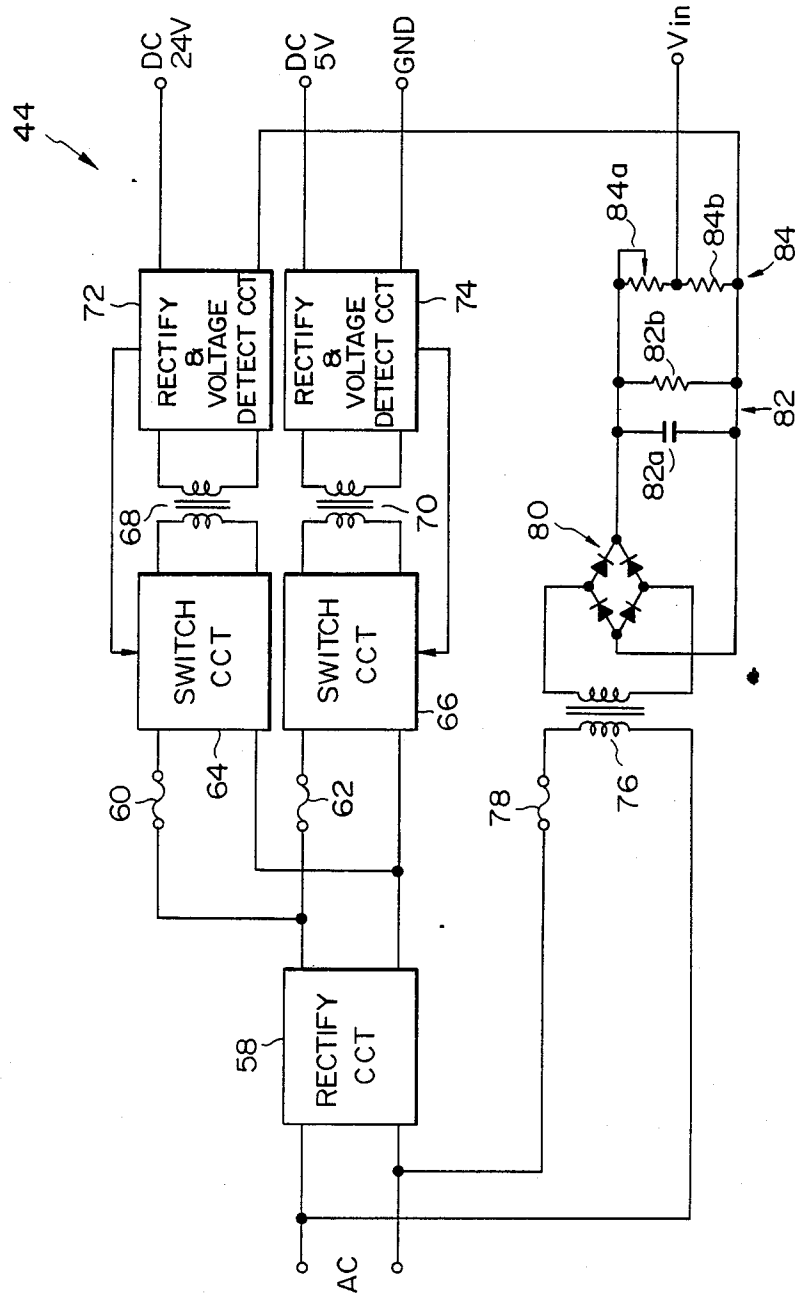 44
DC
24V
DC
5V
GND
72
RECTIFY
&
VOLTAGE
DETECT CCT
74
RECTIFY
&
VOLTAGE
DETECT CCT
68
70
SWITCH
CCT
64
SWITCH
CCT
66
60
62
58
RECTIFY
CCT
AC
78
76
80
82a
82b
82
84a
84b
84
Vin